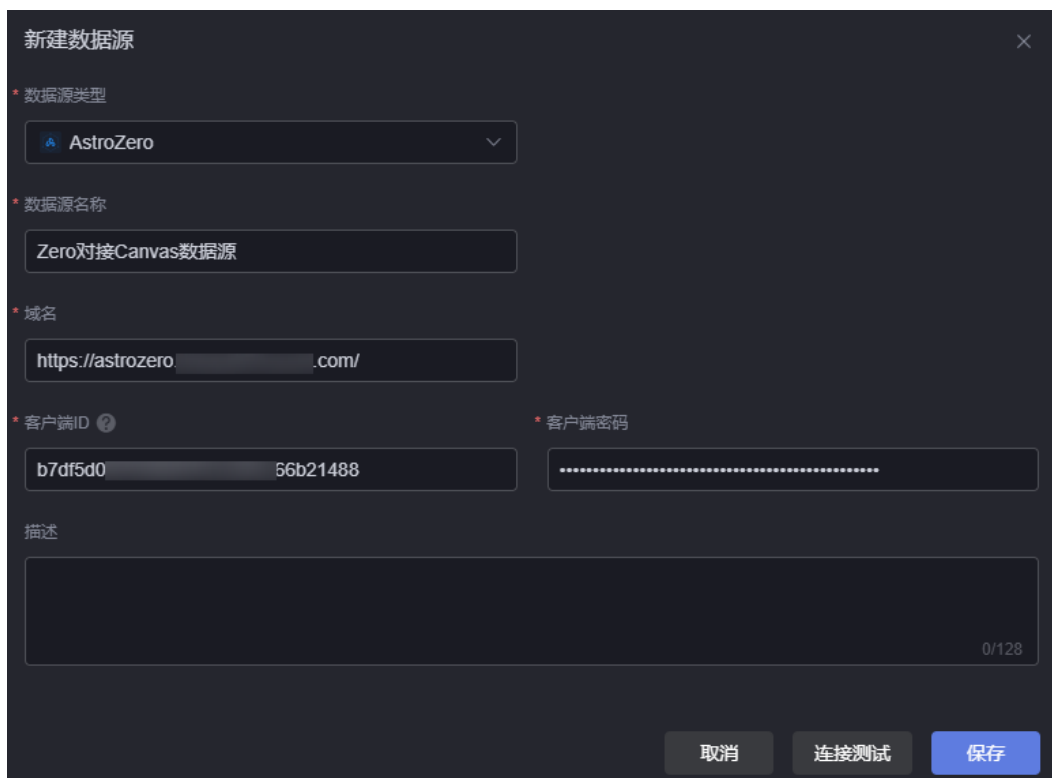 新建数据源
* 数据源类型
AstroZero
* 数据源名称
Zero对接Canvas数据源
* 域名
https://astrozero. .com/
* 客户端ID ?
* 客户端密码
b7df5d0 66b21488
描述
0/128
取消
连接测试
保存